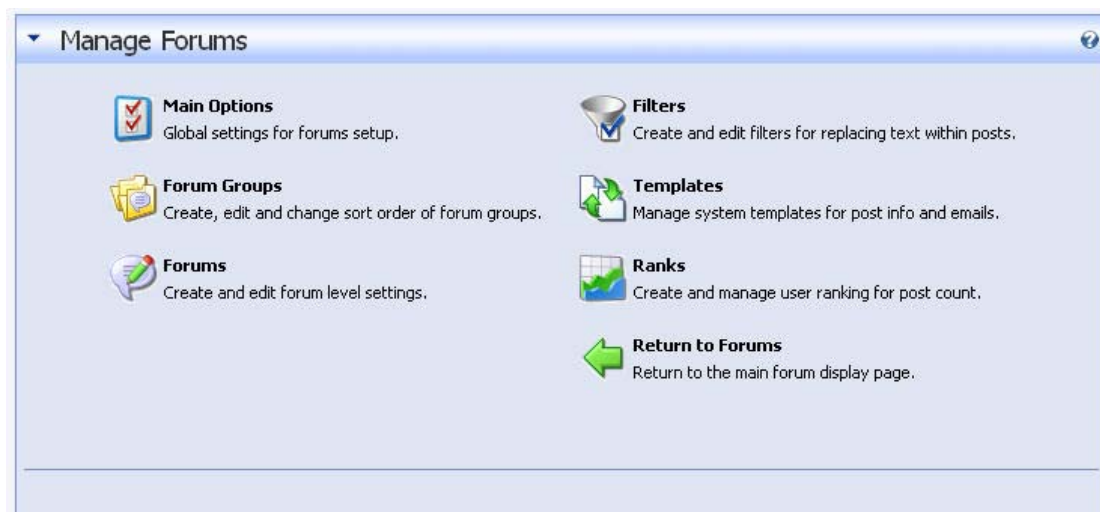 Manage Forums
Main Options
Global settings for forums setup.
Forum Groups
Create, edit and change sort order of forum groups.
Forums
Create and edit forum level settings.
Filters
Create and edit filters for replacing text within posts.
Templates
Manage system templates for post info and emails.
Ranks
Create and manage user ranking for post count.
Return to Forums
Return to the main forum display page.